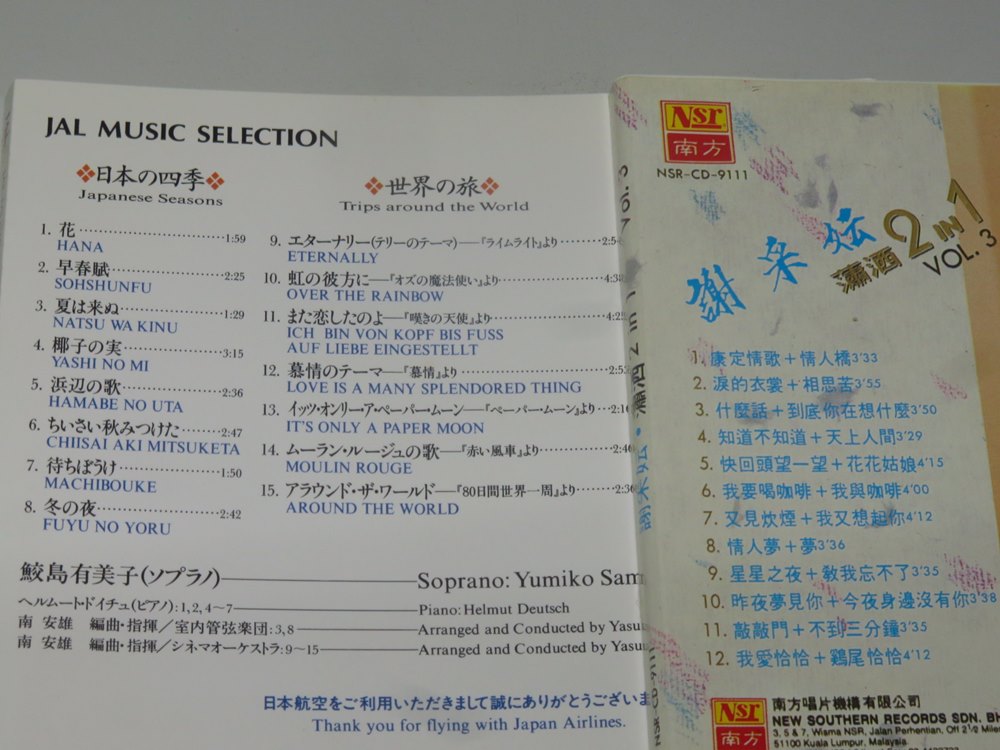 JAL MUSIC SELECTION
❖日本の四季❖
Japanese Seasons
1. 花 1:59
HANA
2. 早春賦 2:25
SOHSHUNFU
3. 夏は来ぬ 1:29
NATSU WA KINU
4. 椰子の実 3:15
YASHI NO MI
5. 浜辺の歌 2:36
HAMABE NO UTA
6. ちいさい秋みつけた 2:47
CHIISAI AKI MITSUKETA
7. 待ちぼうけ 1:50
MACHIBOUKE
8. 冬の夜 2:42
FUYU NO YORU
❖世界の旅❖
Trips around the World
9. エターナリー(テリーのテーマ)―『ライムライト』より
ETERNALLY
10. 虹の彼方に―『オズの魔法使い』より
OVER THE RAINBOW
11. また恋したのよ―『嘆きの天使』より
ICH BIN VON KOPF BIS FUSS
AUF LIEBE EINGESTELLT
12. 慕情のテーマ―『慕情』より
LOVE IS A MANY SPLENDORED THING
13. イッツ・オンリー・ア・ペーパー・ムーン―『ペーパー・ムーン』より
IT'S ONLY A PAPER MOON
14. ムーラン・ルージュの歌―『赤い風車』より
MOULIN ROUGE
15. アラウンド・ザ・ワールド―『80日間世界一周』より
AROUND THE WORLD
鮫島有美子(ソプラノ)―Soprano: Yumiko Sam
ヘルムート・ドイチュ(ピアノ):1,2,4~7―Piano: Helmut Deutsch
南 安雄 編曲・指揮/室内管弦楽団:3,8―Arranged and Conducted by Yasu
南 安雄 編曲・指揮/シネマオーケストラ:9~15―Arranged and Conducted by Yasu
日本航空をご利用いただきまして誠にありがとうございま
Thank you for flying with Japan Airlines.
Nsr
南方
NSR-CD-9111
謝采妘
瀟洒 2 IN 1
VOL. 3
1. 康定情歌+情人橋3'33
2. 淚的衣裳+相思苦3'55
3. 什麼話+到底你在想什麼3'50
4. 知道不知道+天上人間3'29
5. 快回頭望一望+花花姑娘4'15
6. 我要喝咖啡+我與咖啡4'00
7. 又見炊煙+我又想起你4'12
8. 情人夢+夢3'36
9. 星星之夜+教我忘不了3'35
10. 昨夜夢見你+今夜身邊沒有你3'38
11. 敲敲門+不到三分鐘3'35
12. 我愛恰恰+鷄尾恰恰4'12
Nsr
南方
南方唱片機構有限公司
NEW SOUTHERN RECORDS SDN. BH
3, 5 & 7, Wisma NSR, Jalan Perhentian, Off 2½ Mile
51100 Kuala Lumpur, Malaysia